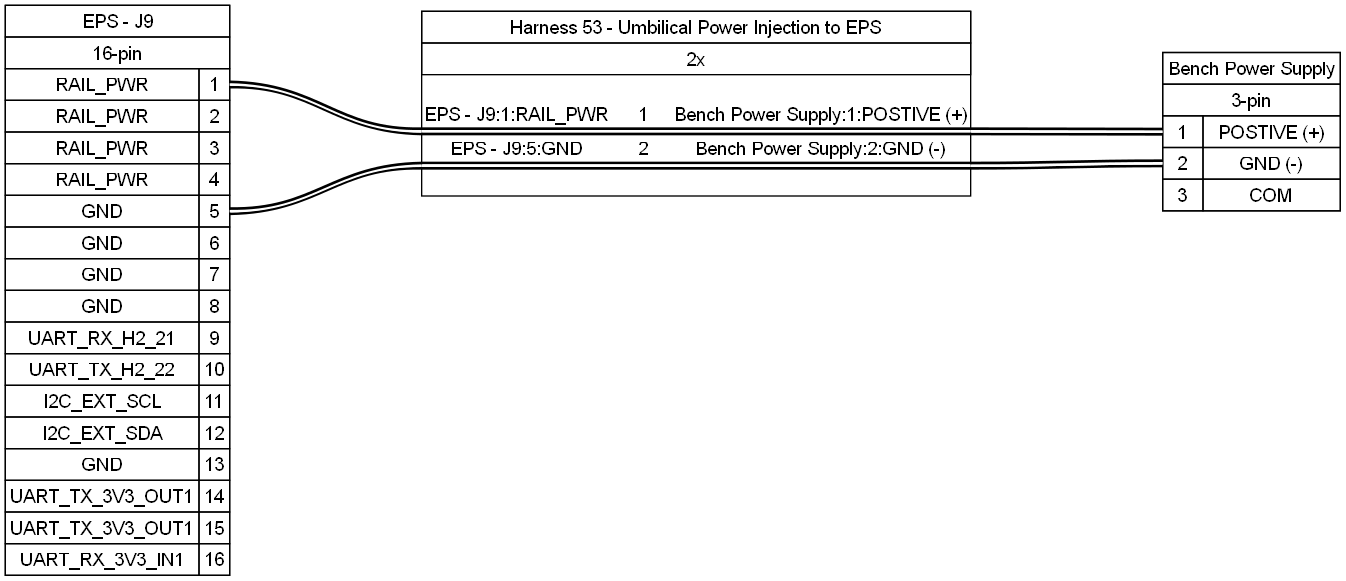 EPS - J9
16-pin
RAIL_PWR 1
RAIL_PWR 2
RAIL_PWR 3
RAIL_PWR 4
GND 5
GND 6
GND 7
GND 8
UART_RX_H2_21 9
UART_TX_H2_22 10
I2C_EXT_SCL 11
I2C_EXT_SDA 12
GND 13
UART_TX_3V3_OUT1 14
UART_TX_3V3_OUT1 15
UART_RX_3V3_IN1 16
Harness 53 - Umbilical Power Injection to EPS
2x
EPS - J9:1:RAIL_PWR 1 Bench Power Supply:1:POSTIVE (+)
EPS - J9:5:GND 2 Bench Power Supply:2:GND (-)
Bench Power Supply
3-pin
1 POSTIVE (+)
2 GND (-)
3 COM